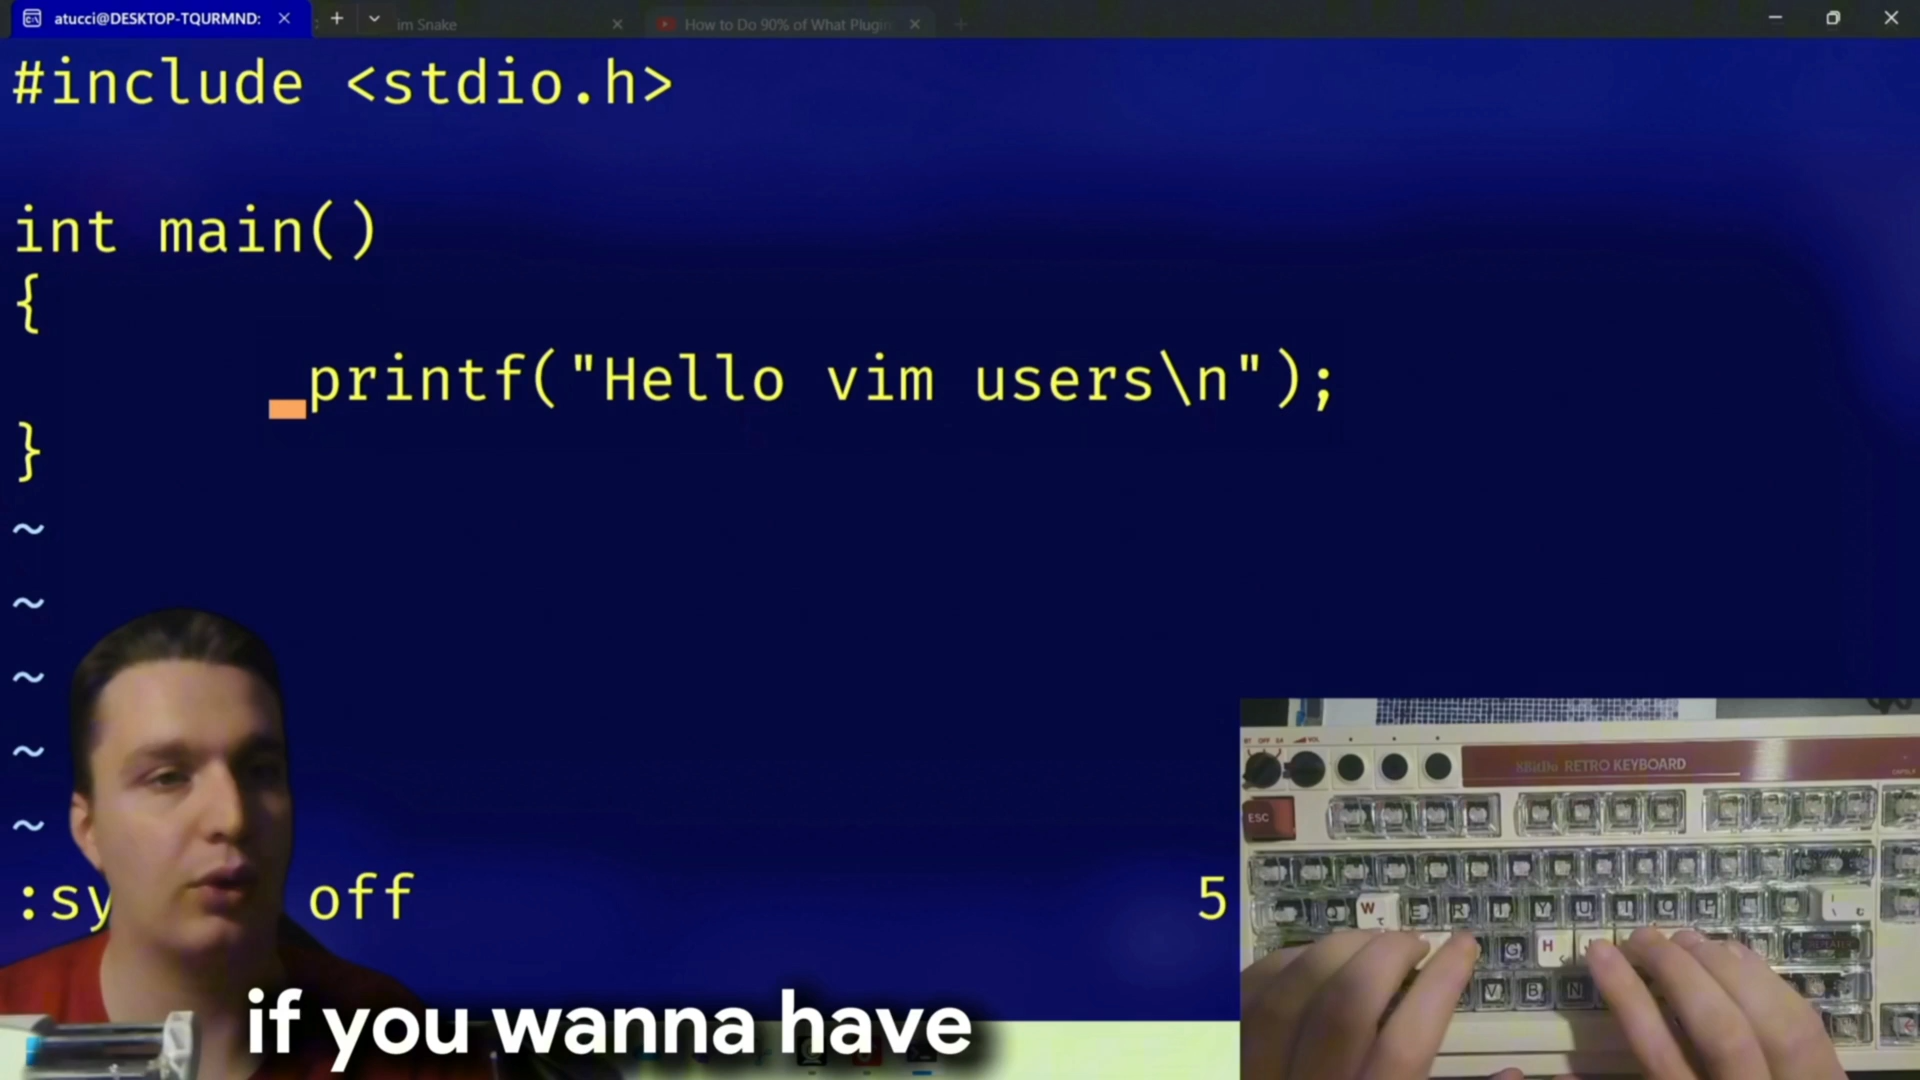 atucci@DESKTOP-TQURMND:
im Snake
How to Do 90% of What Plugin
#include <stdio.h>
int main()
{
printf("Hello vim users\n");
}
~
~
~
~
~
:sy off
5
8BitDo RETRO KEYBOARD
ESC
W
R Y U I
G H
V B N
if you wanna have